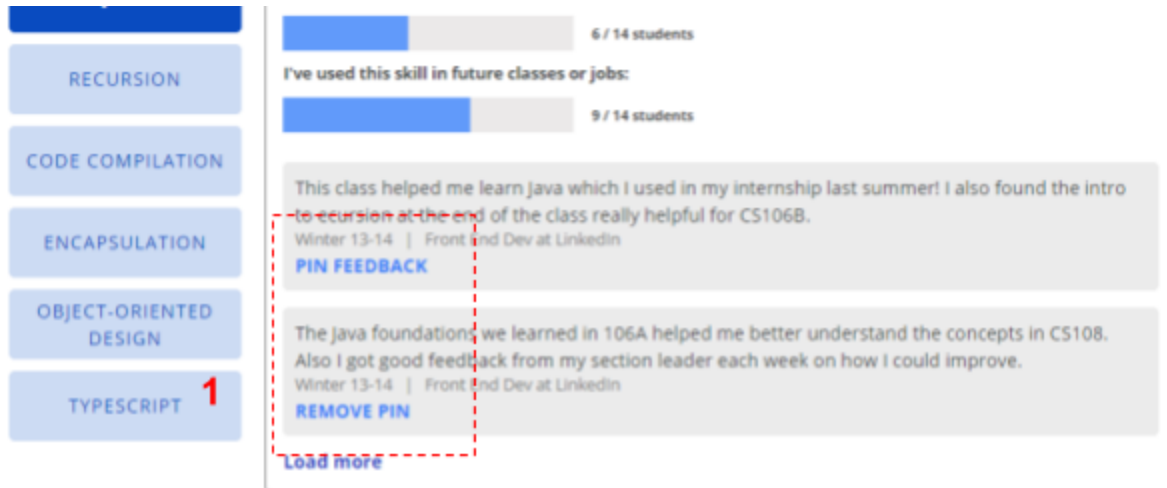 RECURSION
CODE COMPILATION
ENCAPSULATION
OBJECT-ORIENTED
DESIGN
TYPESCRIPT
1
6 / 14 students
I've used this skill in future classes or jobs:
9 / 14 students
This class helped me learn Java which I used in my internship last summer! I also found the intro
to ecursion at the end of the class really helpful for CS106B.
Winter 13-14 | Front End Dev at LinkedIn
PIN FEEDBACK
The Java foundations we learned in 106A helped me better understand the concepts in CS108.
Also I got good feedback from my section leader each week on how I could improve.
Winter 13-14 | Front End Dev at LinkedIn
REMOVE PIN
Load more